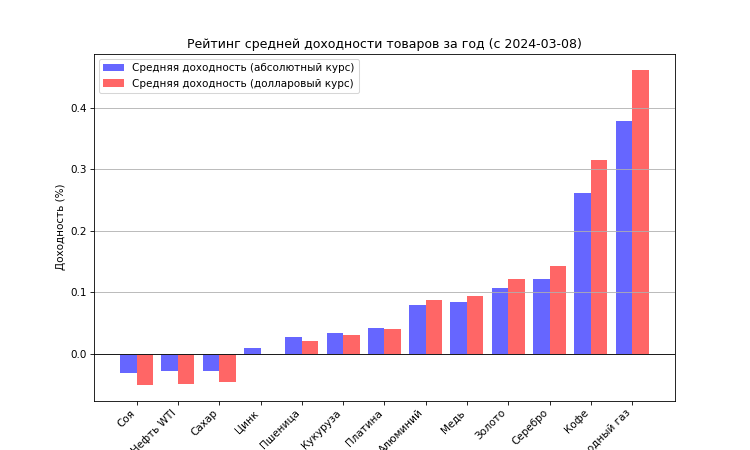 Рейтинг средней доходности товаров за год (с 2024-03-08)
Средняя доходность (абсолютный курс)
Средняя доходность (долларовый курс)
Доходность (%)
0.4
0.3
0.2
0.1
0.0
Соя
Нефть WTI
Сахар
Цинк
Пшеница
Кукуруза
Платина
Алюминий
Медь
Золото
Серебро
Кофе
газ